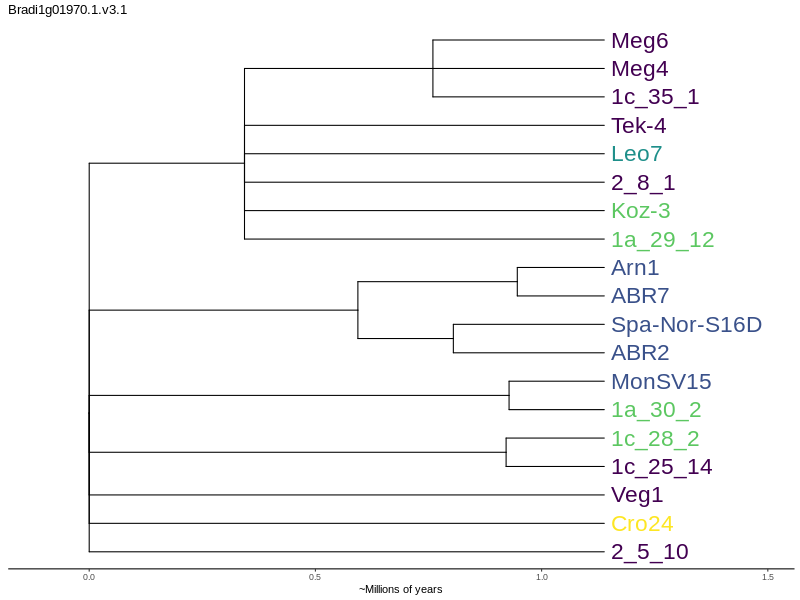 Bradi1g01970.1.v3.1
Meg6
Meg4
1c_35_1
Tek-4
Leo7
2_8_1
Koz-3
1a_29_12
Arn1
ABR7
Spa-Nor-S16D
ABR2
MonSV15
1a_30_2
1c_28_2
1c_25_14
Veg1
Cro24
2_5_10
0.0 0.5 1.0 1.5
~Millions of years